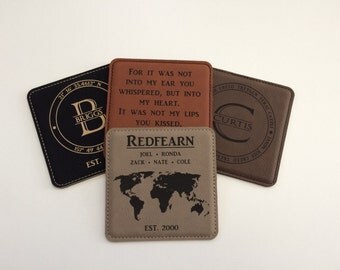 B
BRIGGS
EST.
FOR IT WAS NOT
INTO MY EAR YOU
WHISPERED, BUT INTO
MY HEART.
IT WAS NOT MY LIPS
YOU KISSED,
C
CURTIS
REDFEARN
JOEL + RONDA
ZACK + NATE + COLE
EST. 2000